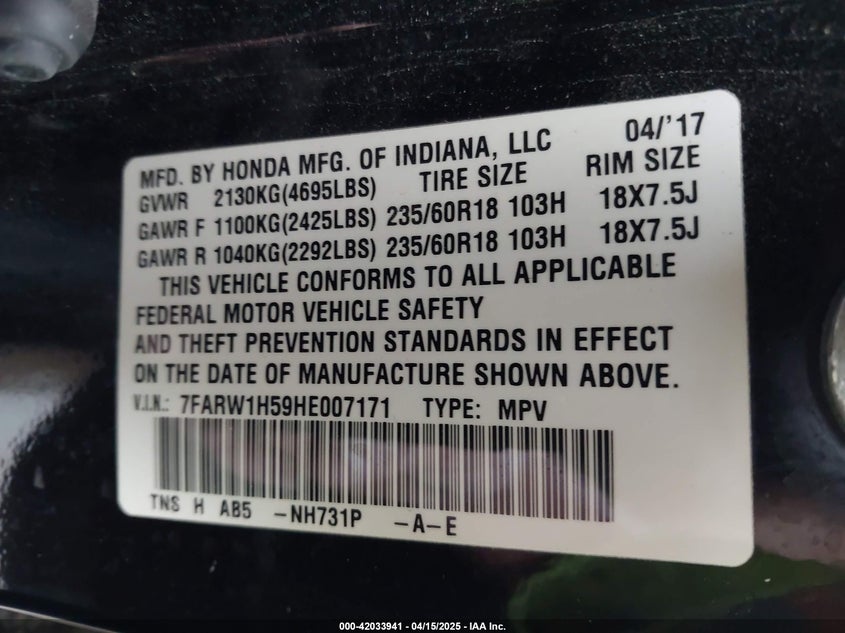 MFD. BY HONDA MFG. OF INDIANA, LLC 04/'17
GVWR 2130KG(4695LBS) TIRE SIZE RIM SIZE
GAWR F 1100KG(2425LBS) 235/60R18 103H 18X7.5J
GAWR R 1040KG(2292LBS) 235/60R18 103H 18X7.5J
THIS VEHICLE CONFORMS TO ALL APPLICABLE
FEDERAL MOTOR VEHICLE SAFETY
AND THEFT PREVENTION STANDARDS IN EFFECT
ON THE DATE OF MANUFACTURE SHOWN ABOVE.
V.I.N.: 7FARW1H59HE007171 TYPE: MPV
TNS H AB5 -NH731P -A-E
000-42033941 - 04/15/2025 - IAA Inc.